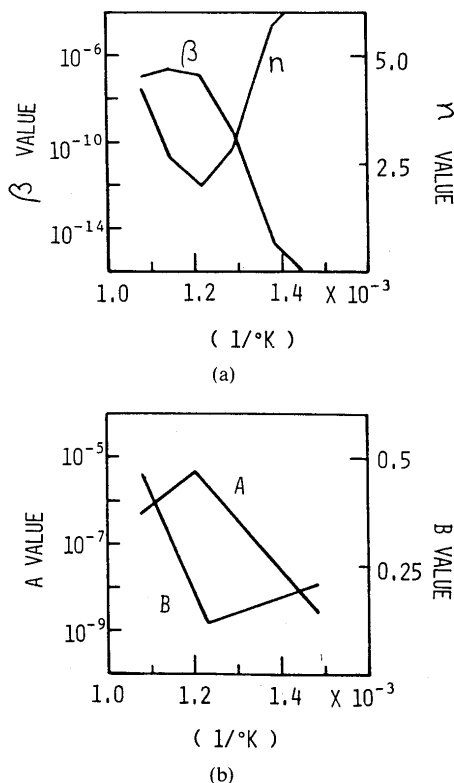 β
n
10⁻⁶
10⁻¹⁰
10⁻¹⁴
β VALUE
5.0
2.5
n VALUE
1.0 1.2 1.4 X 10⁻³
( 1/°K )
(a)
A
B
10⁻⁵
10⁻⁷
10⁻⁹
A VALUE
0.5
0.25
B VALUE
1.0 1.2 1.4 X 10⁻³
( 1/°K )
(b)